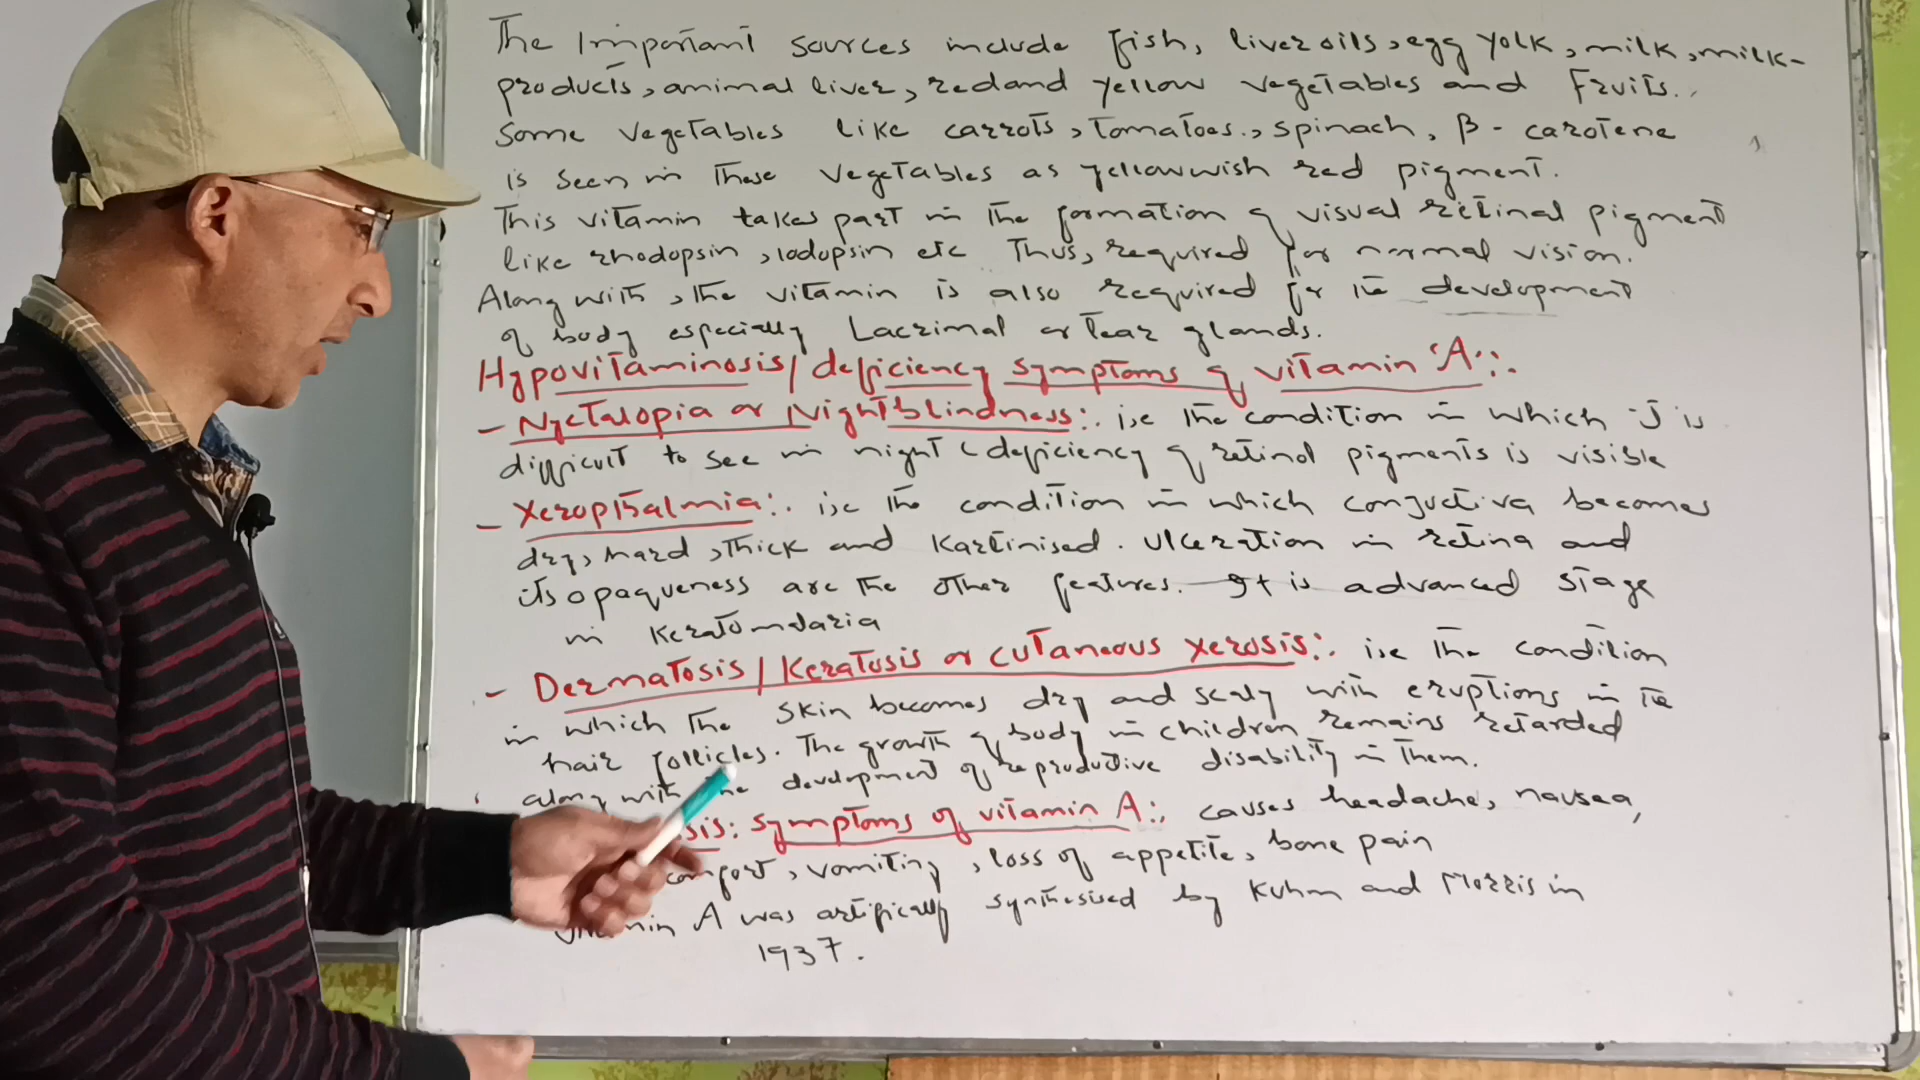 The Important sources include fish, liver oils, egg yolk, milk, milk-
products, animal liver, red and yellow vegetables and Fruits..
Some vegetables like carrots, tomatoes., spinach, β - carotene
is seen in these vegetables as yellowwish red pigment.
This vitamin takes part in the formation of visual retinal pigment
like rhodopsin, iodopsin etc Thus, required for normal vision.
Along with, the vitamin is also required for the development
of body especially Lacrimal or tear glands.
Hypovitaminosis/deficiency symptoms of vitamin 'A':.
- Nyctalopia or Nightblindness:. i.e the condition in which it is
difficult to see in night (deficiency of retinol pigments is visible
- Xeropthalmia:. i.e the condition in which conjuctiva becomes
dry, hard, thick and Kartinised. Ulceration in retina and
its opaqueness are the other features. It is advanced stage
in
- Dermatosis/Keratosis or cutaneous xerosis:. i.e the condition
in which the skin becomes dry and scaly with eruptions in the
hair follicles. The growth of body in children remains retarded
along with development of reproductive disability in them.
sis: symptoms of vitamin A:. causes headache, nausea,
comfort, vomiting, loss of appetite, bone pain
min A was artifically synthesised by Kuhn and Morris in
1937.